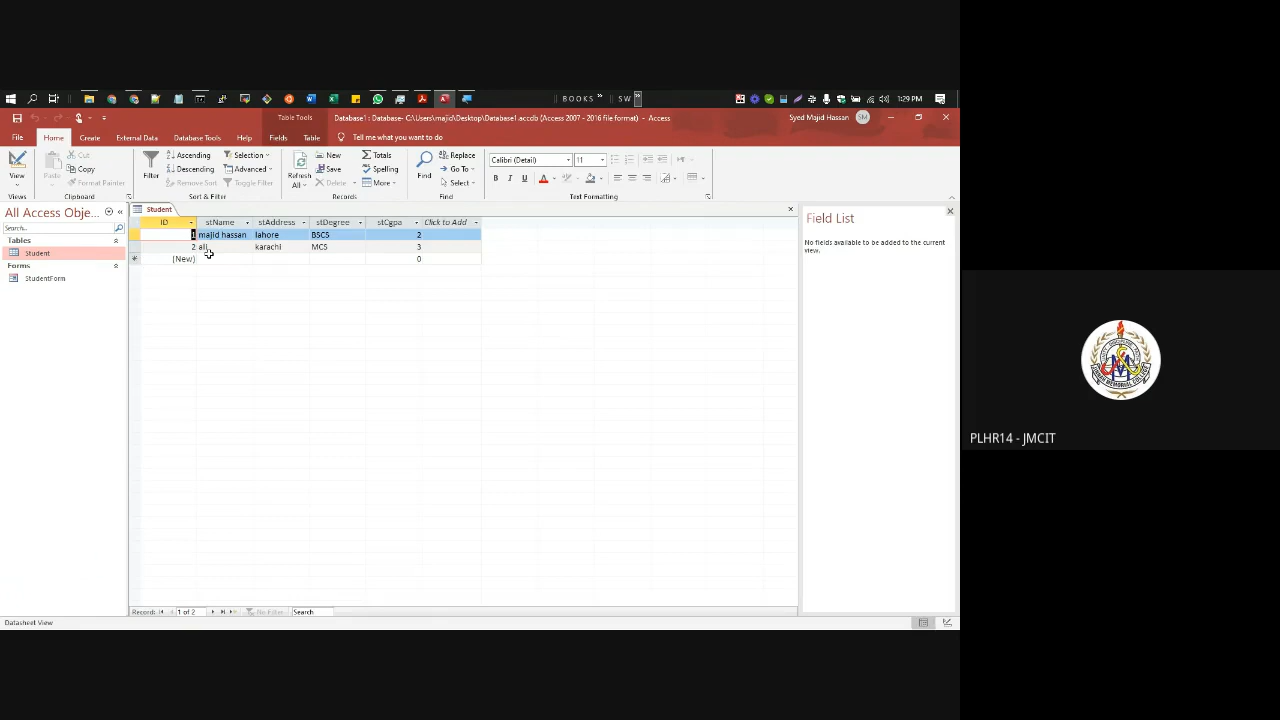 BOOKS » SW »
1:29 PM
Table Tools
Database1 : Database- C:\Users\majid\Desktop\Database1.accdb (Access 2007 - 2016 file format) - Access
Syed Majid Hassan SM
File Home Create External Data Database Tools Help Fields Table Tell me what you want to do
View
Paste
Cut
Copy
Format Painter
Filter
Ascending
Descending
Remove Sort
Selection
Advanced
Toggle Filter
Refresh All
New
Save
Delete
Totals
Spelling
More
Find
Replace
Go To
Select
Calibri (Detail) 11
B I U A
Views Clipboard Sort & Filter Records Find Text Formatting
All Access Obje...
Search...
Tables
Student
Forms
StudentForm
Student
ID stName stAddress stDegree stCgpa Click to Add
1 majid hassan lahore BSCS 2
2 ali karachi MCS 3
(New) 0
Field List
No fields available to be added to the current
view.
Record: 1 of 2 No Filter Search
Datasheet View
PLHR14 - JMCIT